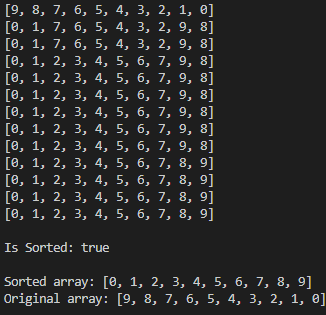 [9, 8, 7, 6, 5, 4, 3, 2, 1, 0]
[0, 1, 7, 6, 5, 4, 3, 2, 9, 8]
[0, 1, 7, 6, 5, 4, 3, 2, 9, 8]
[0, 1, 2, 3, 4, 5, 6, 7, 9, 8]
[0, 1, 2, 3, 4, 5, 6, 7, 9, 8]
[0, 1, 2, 3, 4, 5, 6, 7, 9, 8]
[0, 1, 2, 3, 4, 5, 6, 7, 9, 8]
[0, 1, 2, 3, 4, 5, 6, 7, 9, 8]
[0, 1, 2, 3, 4, 5, 6, 7, 9, 8]
[0, 1, 2, 3, 4, 5, 6, 7, 8, 9]
[0, 1, 2, 3, 4, 5, 6, 7, 8, 9]
[0, 1, 2, 3, 4, 5, 6, 7, 8, 9]
[0, 1, 2, 3, 4, 5, 6, 7, 8, 9]
Is Sorted: true
Sorted array: [0, 1, 2, 3, 4, 5, 6, 7, 8, 9]
Original array: [9, 8, 7, 6, 5, 4, 3, 2, 1, 0]